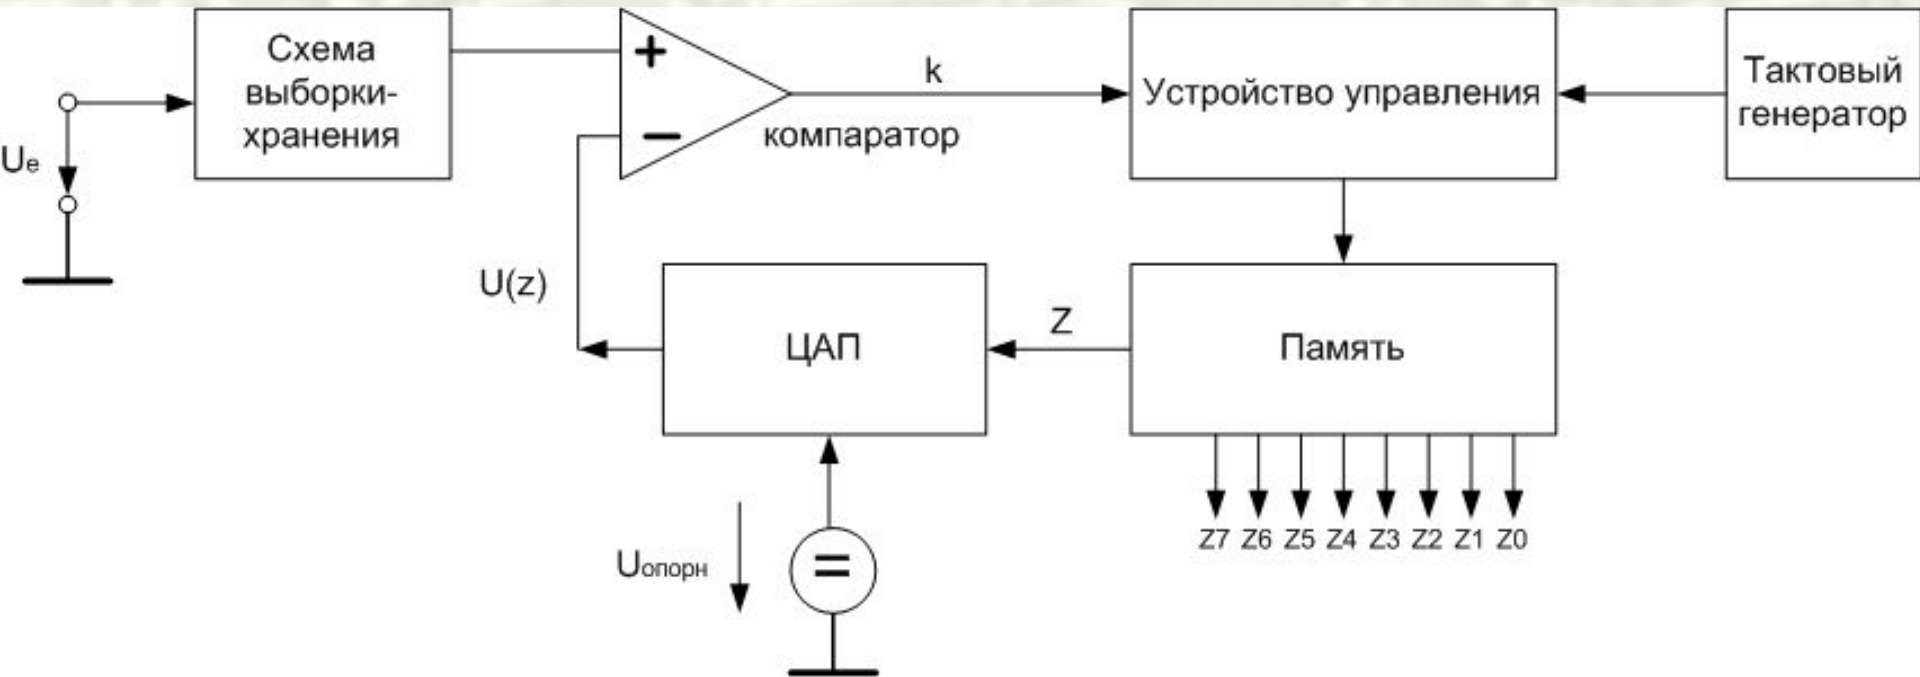 Схема
выборки-
хранения
+
−
k
компаратор
Устройство управления
Тактовый
генератор
Uе
U(z)
ЦАП
Z
Память
Uопорн
=
Z7 Z6 Z5 Z4 Z3 Z2 Z1 Z0